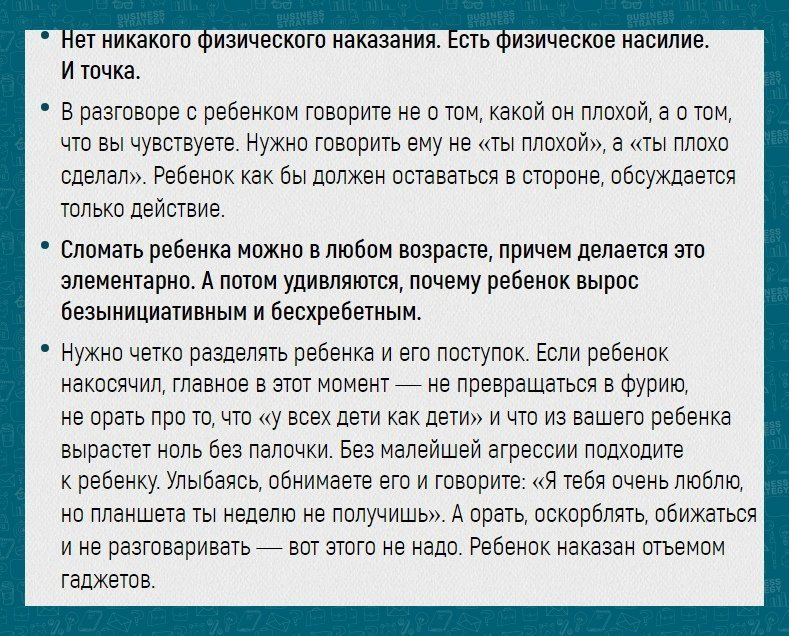 BUSINESS STRATEGY
• Нет никакого физического наказания. Есть физическое насилие.
И точка.
• В разговоре с ребенком говорите не о том, какой он плохой, а о том,
что вы чувствуете. Нужно говорить ему не «ты плохой», а «ты плохо
сделал». Ребенок как бы должен оставаться в стороне, обсуждается
только действие.
• Сломать ребенка можно в любом возрасте, причем делается это
элементарно. А потом удивляются, почему ребенок вырос
безынициативным и бесхребетным.
• Нужно четко разделять ребенка и его поступок. Если ребенок
накосячил, главное в этот момент — не превращаться в фурию,
не орать про то, что «у всех дети как дети» и что из вашего ребенка
вырастет ноль без палочки. Без малейшей агрессии подходите
к ребенку. Улыбаясь, обнимаете его и говорите: «Я тебя очень люблю,
но планшета ты неделю не получишь». А орать, оскорблять, обижаться
и не разговаривать — вот этого не надо. Ребенок наказан отъемом
гаджетов.